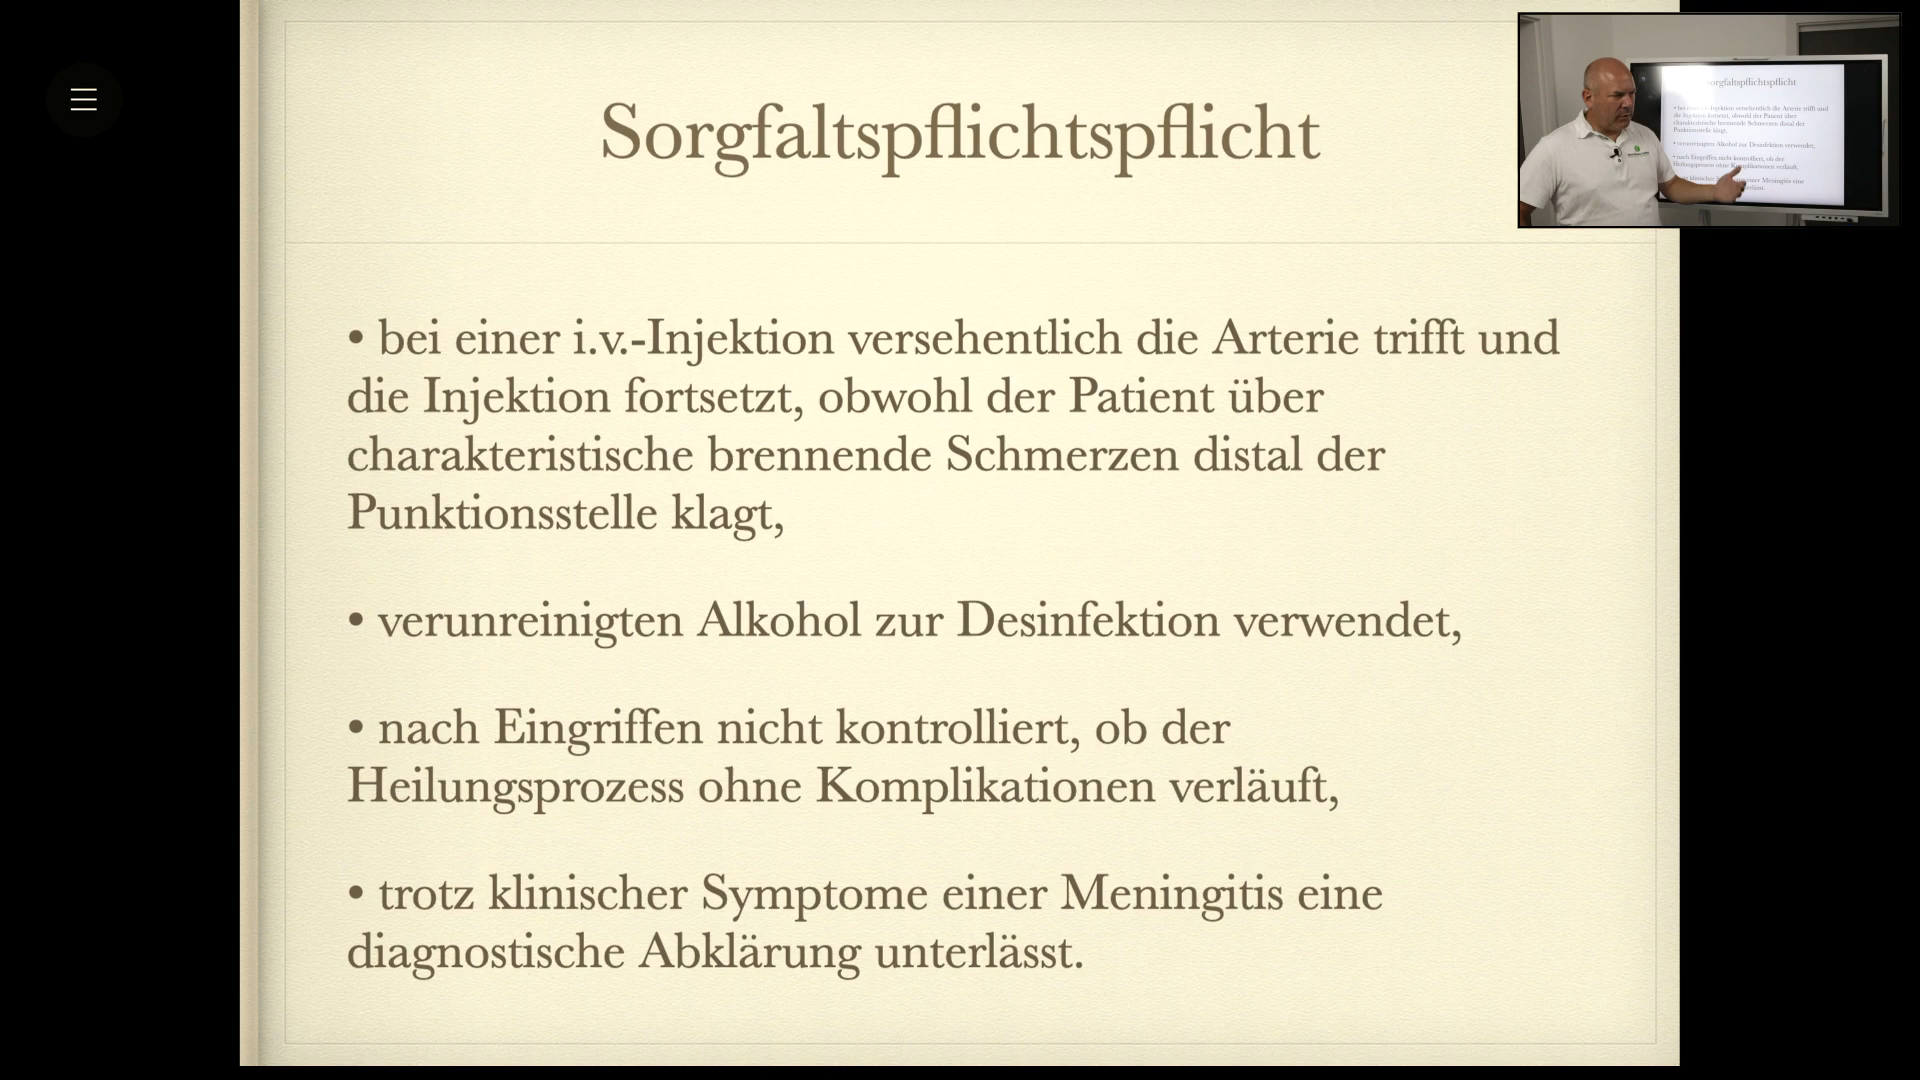 Sorgfaltspflichtspflicht
• bei einer i.v.-Injektion versehentlich die Arterie trifft und
die Injektion fortsetzt, obwohl der Patient über
charakteristische brennende Schmerzen distal der
Punktionsstelle klagt,
• verunreinigten Alkohol zur Desinfektion verwendet,
• nach Eingriffen nicht kontrolliert, ob der
Heilungsprozess ohne Komplikationen verläuft,
• trotz klinischer Symptome einer Meningitis eine
diagnostische Abklärung unterlässt.